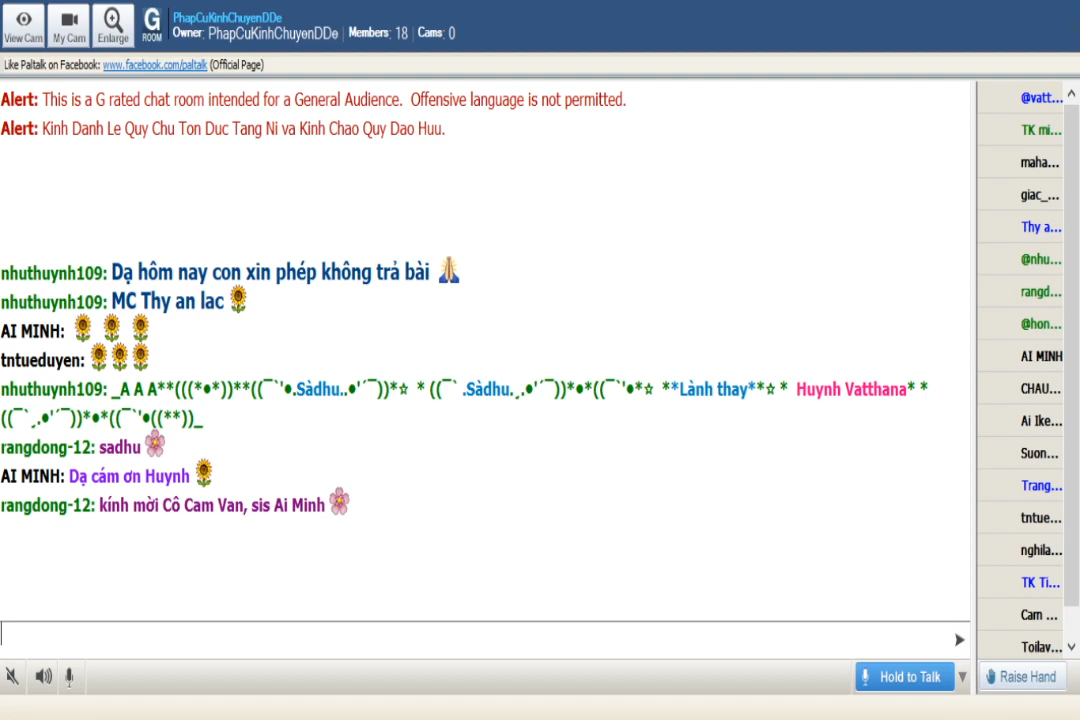 View Cam
My Cam
Enlarge
G
ROOM
PhapCuKinhChuyenDDe
Owner: PhapCuKinhChuyenDDe | Members: 18 | Cams: 0
Like Paltalk on Facebook: www.facebook.com/paltalk (Official Page)
Alert: This is a G rated chat room intended for a General Audience. Offensive language is not permitted.
Alert: Kinh Danh Le Quy Chu Ton Duc Tang Ni va Kinh Chao Quy Dao Huu.
nhuthuynh109: Dạ hôm nay con xin phép không trả bài 🙏
nhuthuynh109: MC Thy an lac 🌻
AI MINH: 🌻 🌻 🌻
tntueduyen: 🌻🌻🌻
nhuthuynh109: _A A A**(((*•*))**((¯`'•.Sàdhu..•'´¯))*☆ * ((¯` .Sàdhu.¸.•'´¯))*•*((¯`'•*☆ **Lành thay**☆ * Huynh Vatthana* *
((¯`¸.•'´¯))*•*((¯`'•((**))_
rangdong-12: sadhu 🌸
AI MINH: Dạ cám ơn Huynh 🌻
rangdong-12: kính mời Cô Cam Van, sis Ai Minh 🌸
@vatt...
TK mi...
maha...
giac_...
Thy a...
@nhu...
rangd...
@hon...
AI MINH
CHAU...
Ai Ike...
Suon...
Trang...
tntue...
nghila...
TK Ti...
Cam ...
Toilav...
Hold to Talk
Raise Hand